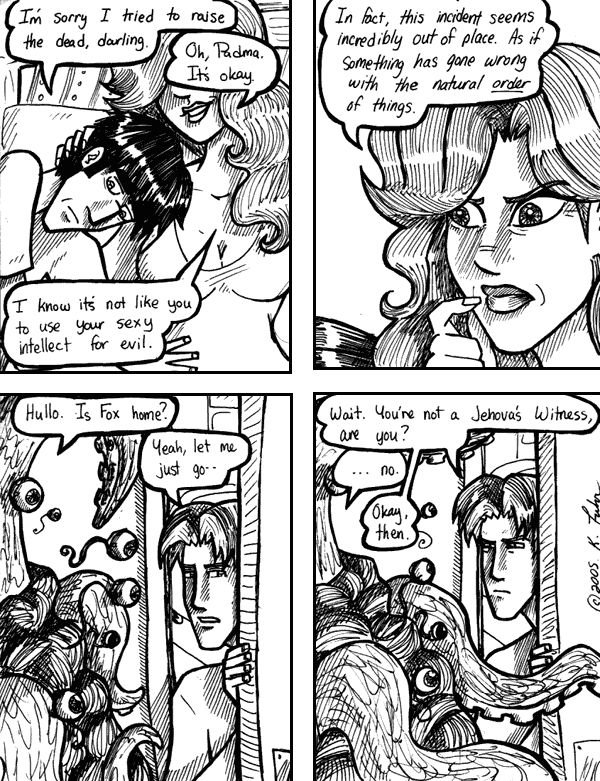 I'm sorry I tried to raise
the dead, darling.
Oh, Padma.
It's okay.
I know it's not like you
to use your sexy
intellect for evil.
In fact, this incident seems
incredibly out of place. As if
something has gone wrong
with the natural order
of things.
Hullo. Is Fox home?
Yeah, let me
just go--
Wait. You're not a Jehova's Witness,
are you?
... no.
Okay,
then.
©2005 K.